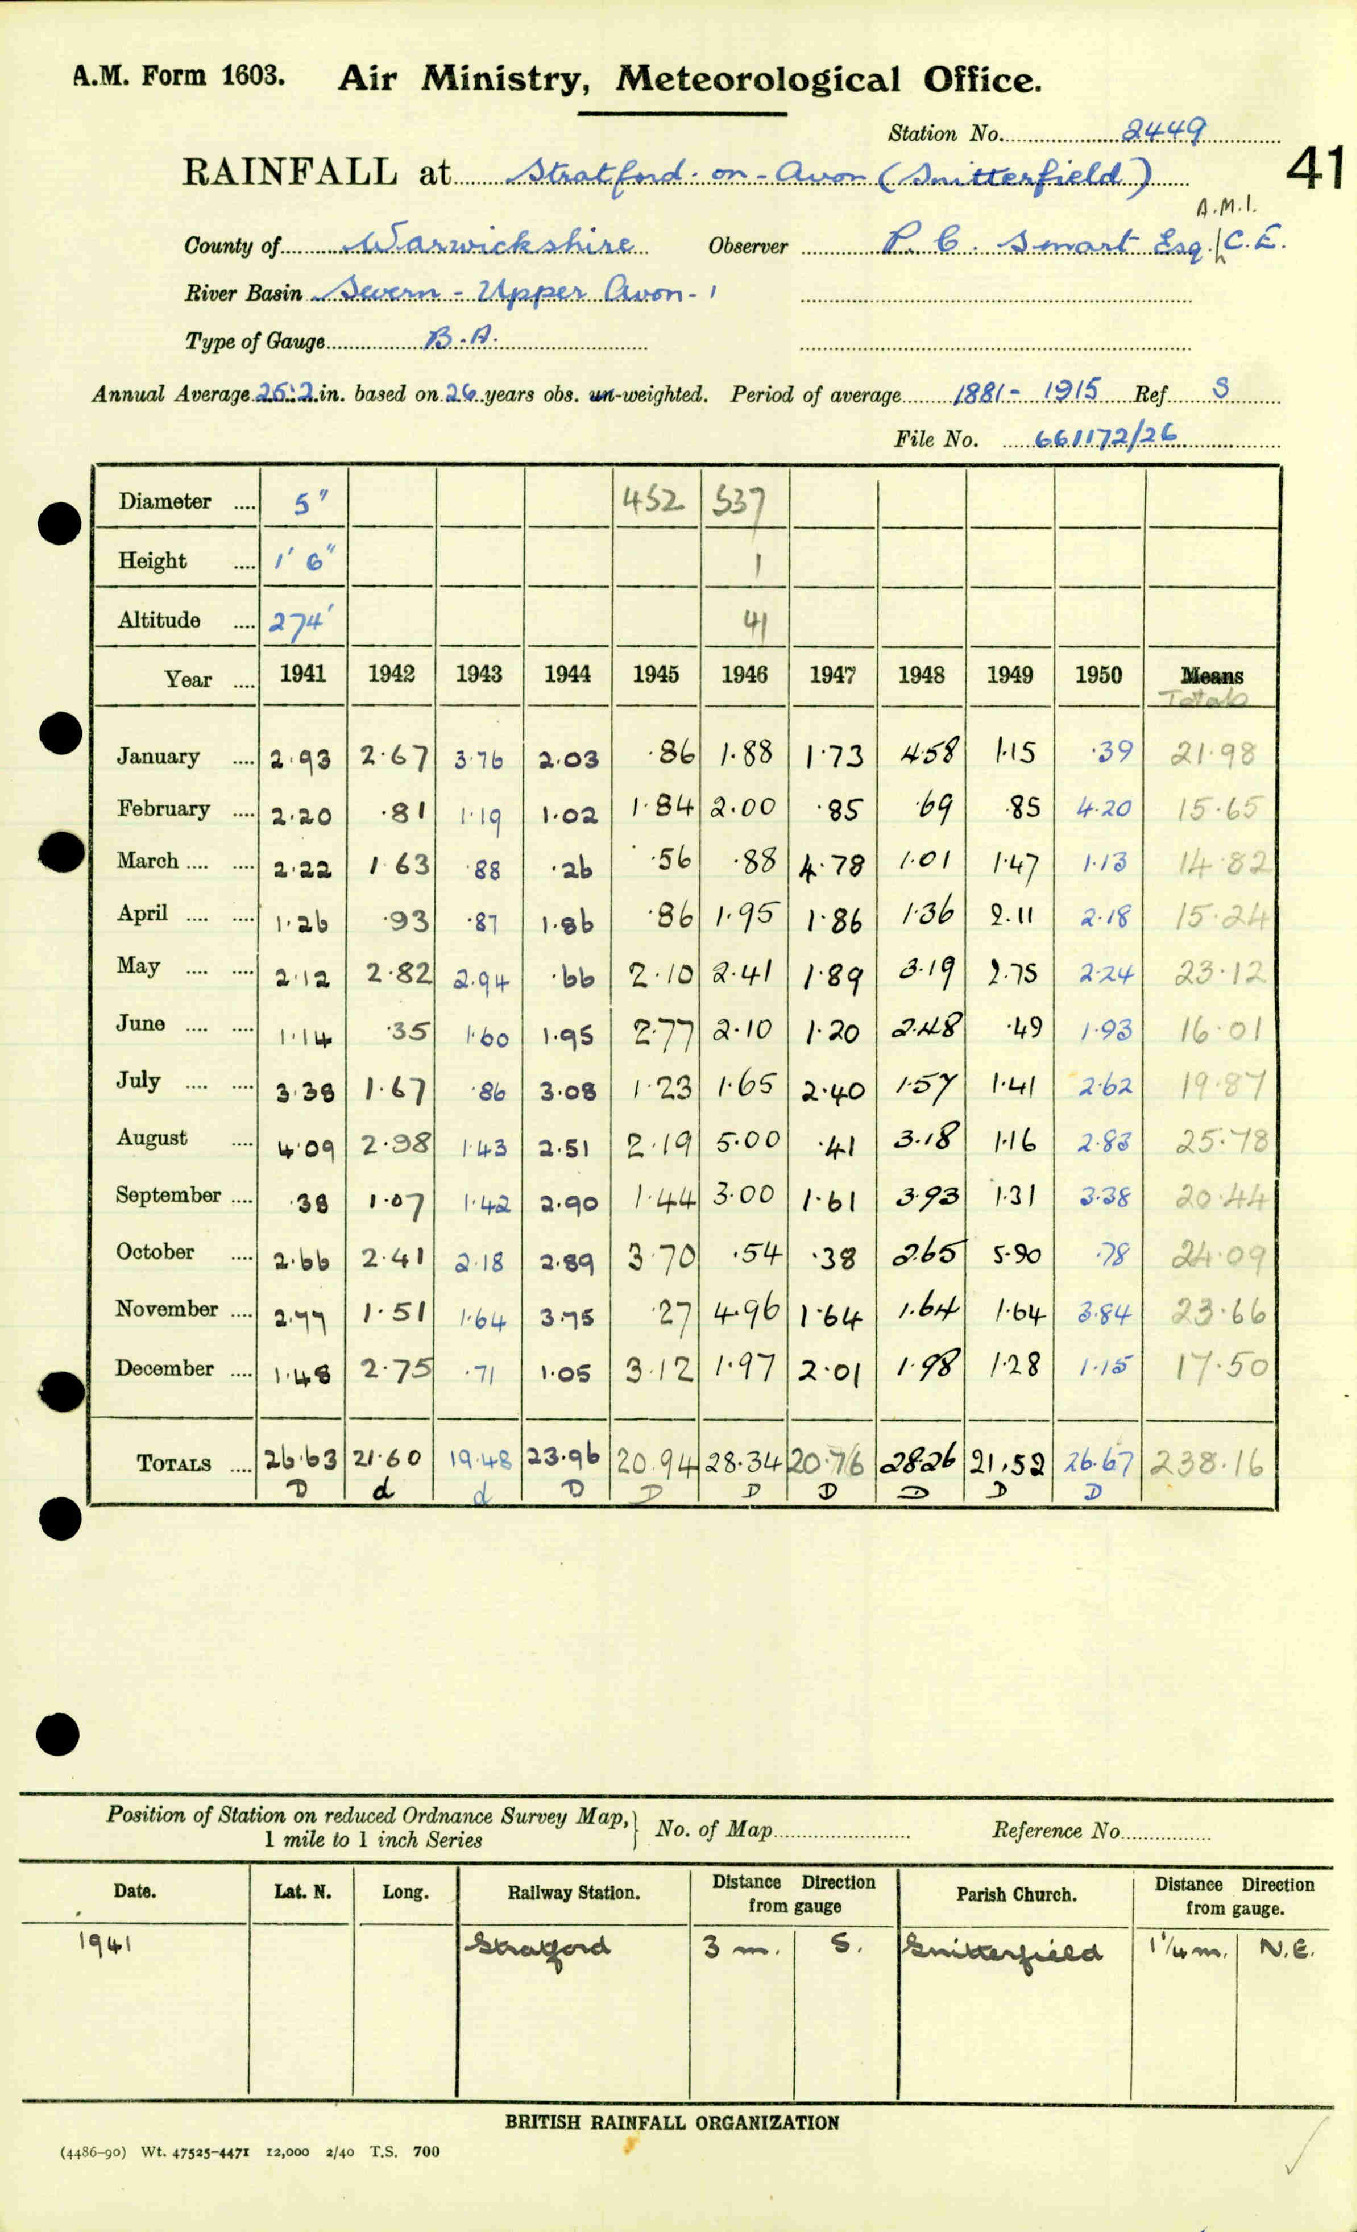 A.M. Form 1603. Air Ministry, Meteorological Office.
Station No. 2449
41
RAINFALL at Stratford-on-Avon (Snitterfield)
A.M.I.
County of Warwickshire Observer P. C. Smart Esq. C.E.
River Basin Severn - Upper Avon - 1
Type of Gauge B.A.
Annual Average 25.2 in. based on 26 years obs. un-weighted. Period of average 1881 - 1915 Ref S
File No. 661172/26
Diameter .... 5" 452 537
Height .... 1' 6" 1
Altitude .... 274' 41
Year .... 1941 1942 1943 1944 1945 1946 1947 1948 1949 1950 Means
Totals
January .... 2.93 2.67 3.76 2.03 .86 1.88 1.73 4.58 1.15 .39 21.98
February .... 2.20 .81 1.19 1.02 1.84 2.00 .85 .69 .85 4.20 15.65
March .... .... 2.22 1.63 .88 .26 .56 .88 4.78 1.01 1.47 1.13 14.82
April .... .... 1.26 .93 .87 1.86 .86 1.95 1.86 1.36 2.11 2.18 15.24
May .... .... 2.12 2.82 2.94 .66 2.10 2.41 1.89 3.19 2.75 2.24 23.12
June .... .... 1.14 .35 1.60 1.95 2.77 2.10 1.20 2.48 .49 1.93 16.01
July .... .... 3.38 1.67 .86 3.08 1.23 1.65 2.40 1.57 1.41 2.62 19.87
August .... 4.09 2.98 1.43 2.51 2.19 5.00 .41 3.18 1.16 2.83 25.78
September .... .38 1.07 1.42 2.90 1.44 3.00 1.61 3.93 1.31 3.38 20.44
October .... 2.66 2.41 2.18 2.89 3.70 .54 .38 2.65 5.90 .78 24.09
November .... 2.77 1.51 1.64 3.75 .27 4.96 1.64 1.64 1.64 3.84 23.66
December .... 1.48 2.75 .71 1.05 3.12 1.97 2.01 1.98 1.28 1.15 17.50
TOTALS .... 26.63 21.60 19.48 23.96 20.94 28.34 20.76 28.26 21.52 26.67 238.16
D d d D D D D D D D
Position of Station on reduced Ordnance Survey Map,
1 mile to 1 inch Series
No. of Map Reference No.
Date. Lat. N. Long. Railway Station. Distance Direction from gauge Parish Church. Distance Direction from gauge.
1941 Stratford 3 m. S. Snitterfield 1 1/4 m. N.E.
BRITISH RAINFALL ORGANIZATION
(4486-90) Wt. 47525-4471 12,000 2/40 T.S. 700